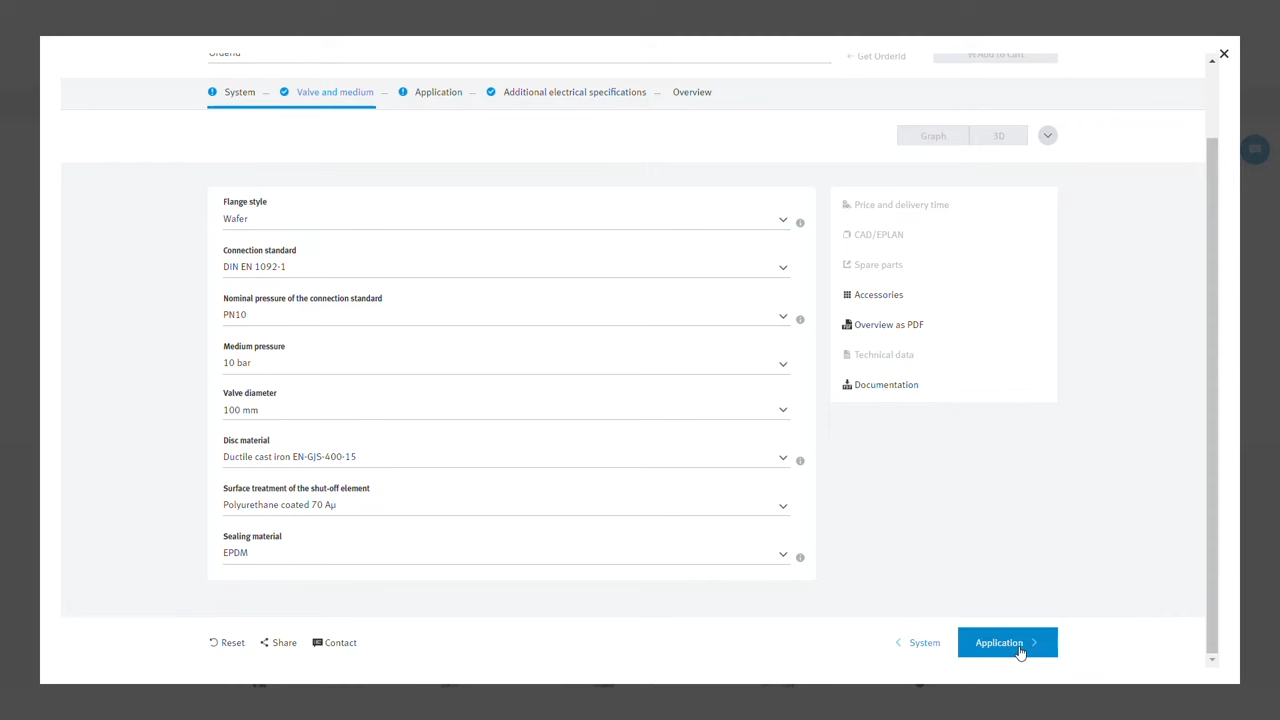 OrderId
Get OrderId
Add to Cart
System
Valve and medium
Application
Additional electrical specifications
Overview
Graph
3D
Flange style
Wafer
Connection standard
DIN EN 1092-1
Nominal pressure of the connection standard
PN10
Medium pressure
10 bar
Valve diameter
100 mm
Disc material
Ductile cast iron EN-GJS-400-15
Surface treatment of the shut-off element
Polyurethane coated 70 Aµ
Sealing material
EPDM
Price and delivery time
CAD/EPLAN
Spare parts
Accessories
Overview as PDF
Technical data
Documentation
Reset
Share
Contact
System
Application